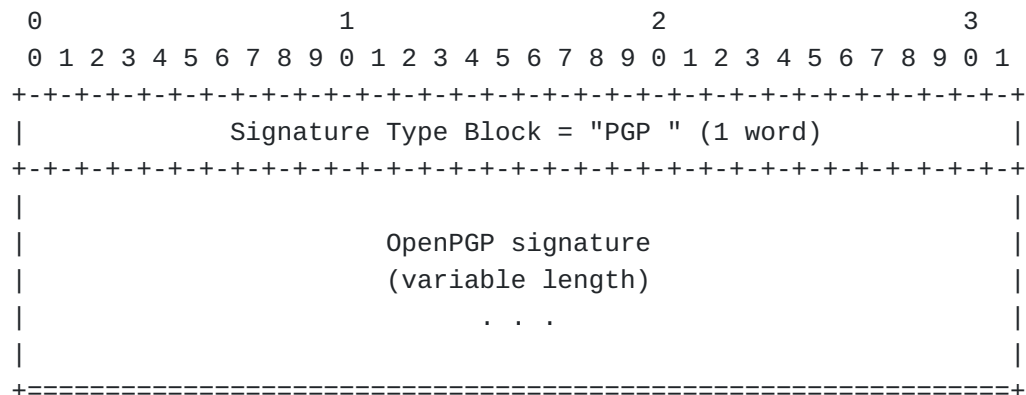 0                   1                   2                   3
 0 1 2 3 4 5 6 7 8 9 0 1 2 3 4 5 6 7 8 9 0 1 2 3 4 5 6 7 8 9 0 1
+-+-+-+-+-+-+-+-+-+-+-+-+-+-+-+-+-+-+-+-+-+-+-+-+-+-+-+-+-+-+-+-+
|             Signature Type Block = "PGP " (1 word)            |
+-+-+-+-+-+-+-+-+-+-+-+-+-+-+-+-+-+-+-+-+-+-+-+-+-+-+-+-+-+-+-+-+
|                                                               |
|                       OpenPGP signature                       |
|                       (variable length)                       |
|                             . . .                             |
|                                                               |
+===============================================================+